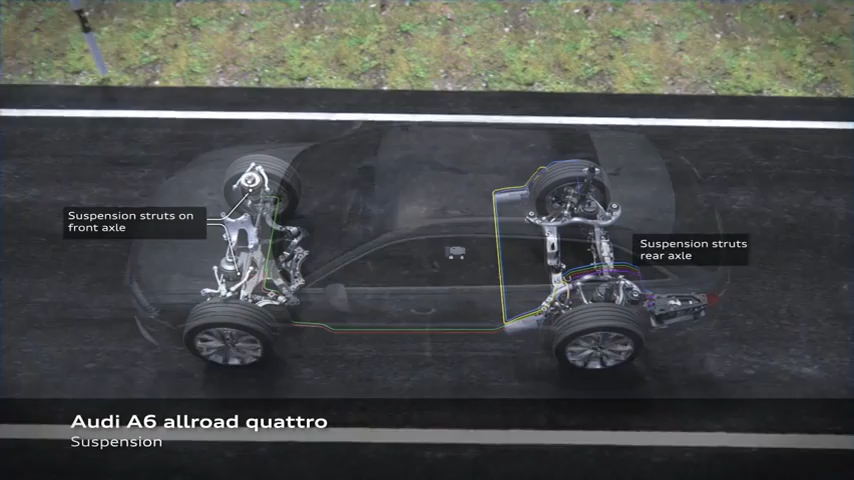 Suspension struts on
front axle
Suspension struts
rear axle
Audi A6 allroad quattro
Suspension